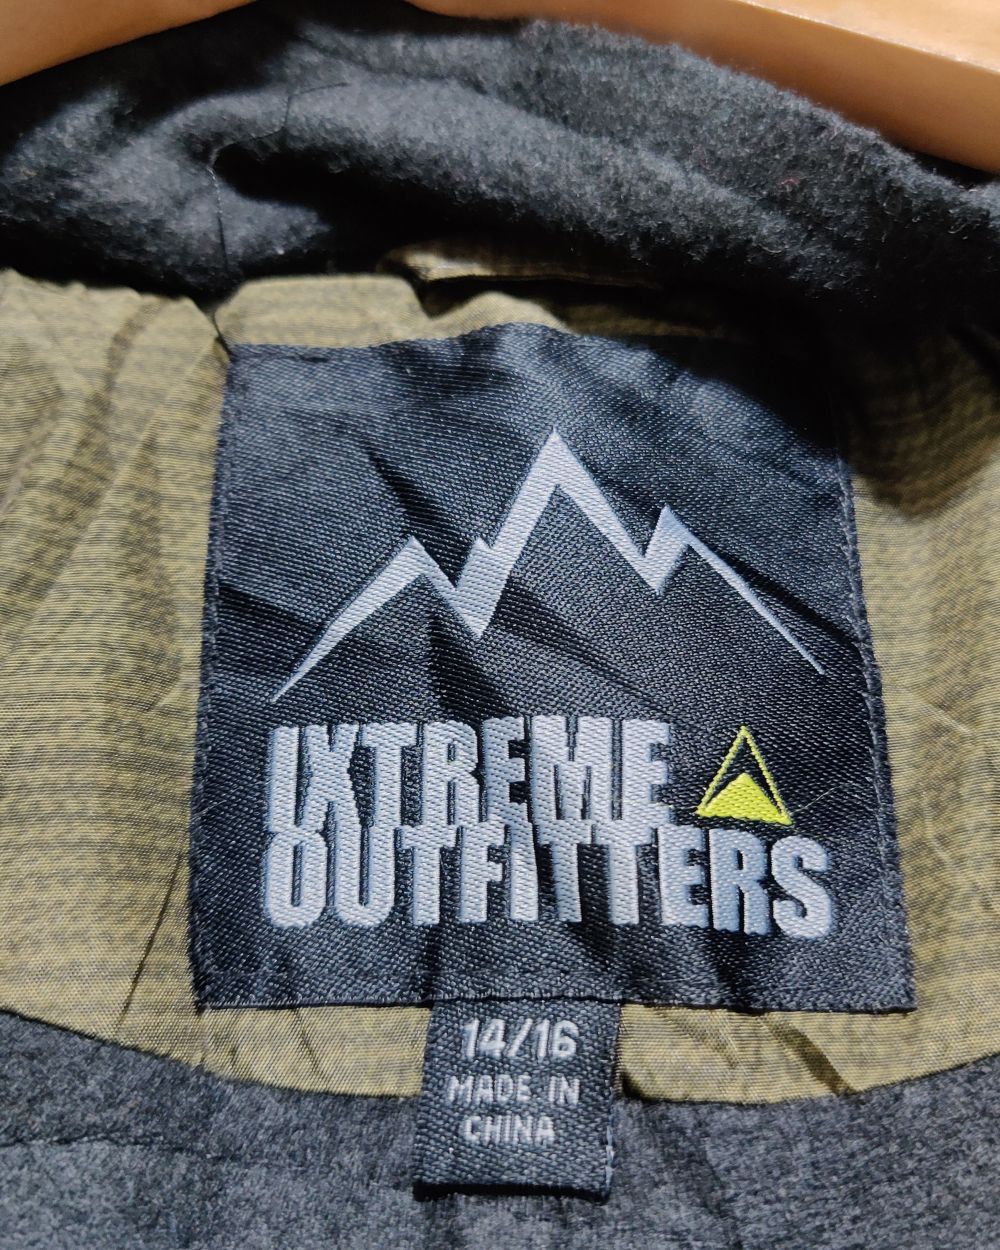 IXTREME
OUTFITTERS
14/16
MADE IN
CHINA